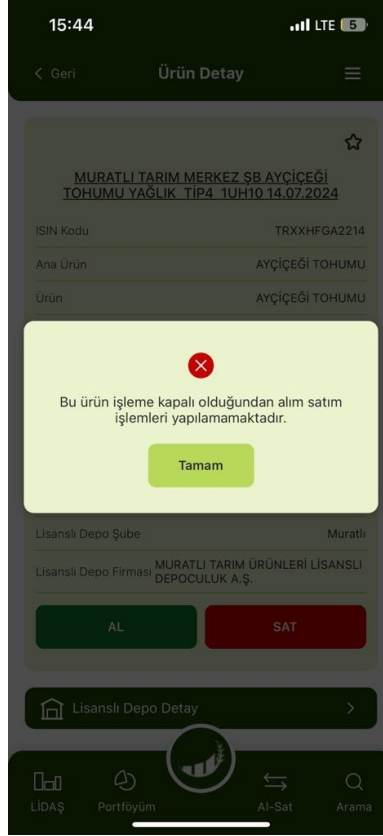 15:44
LTE 5
Geri
Ürün Detay
MURATLI TARIM MERKEZ ŞB AYÇİÇEĞİ
TOHUMU YAĞLIK TİP4 1UH10 14.07.2024
ISIN Kodu TRXXHFGA2214
Ana Ürün AYÇİÇEĞİ TOHUMU
Ürün AYÇİÇEĞİ TOHUMU
Bu ürün işleme kapalı olduğundan alım satım
işlemleri yapılamamaktadır.
Tamam
Lisanslı Depo Şube Muratlı
Lisanslı Depo Firması MURATLI TARIM ÜRÜNLERİ LİSANSLI
DEPOCULUK A.Ş.
AL
SAT
Lisanslı Depo Detay
LİDAŞ
Portföyüm
Al-Sat
Arama